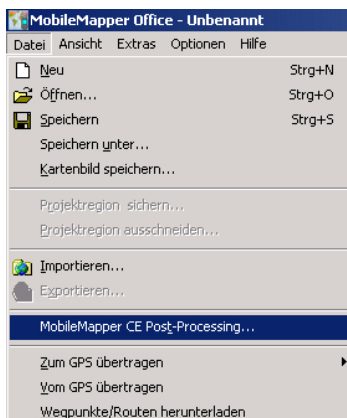 MobileMapper Office - Unbenannt
Datei Ansicht Extras Optionen Hilfe
Neu Strg+N
Öffnen... Strg+O
Speichern Strg+S
Speichern unter...
Kartenbild speichern...
Projektregion sichern...
Projektregion ausschneiden...
Importieren...
Exportieren...
MobileMapper CE Post-Processing...
Zum GPS übertragen
Vom GPS übertragen
Wegpunkte/Routen herunterladen